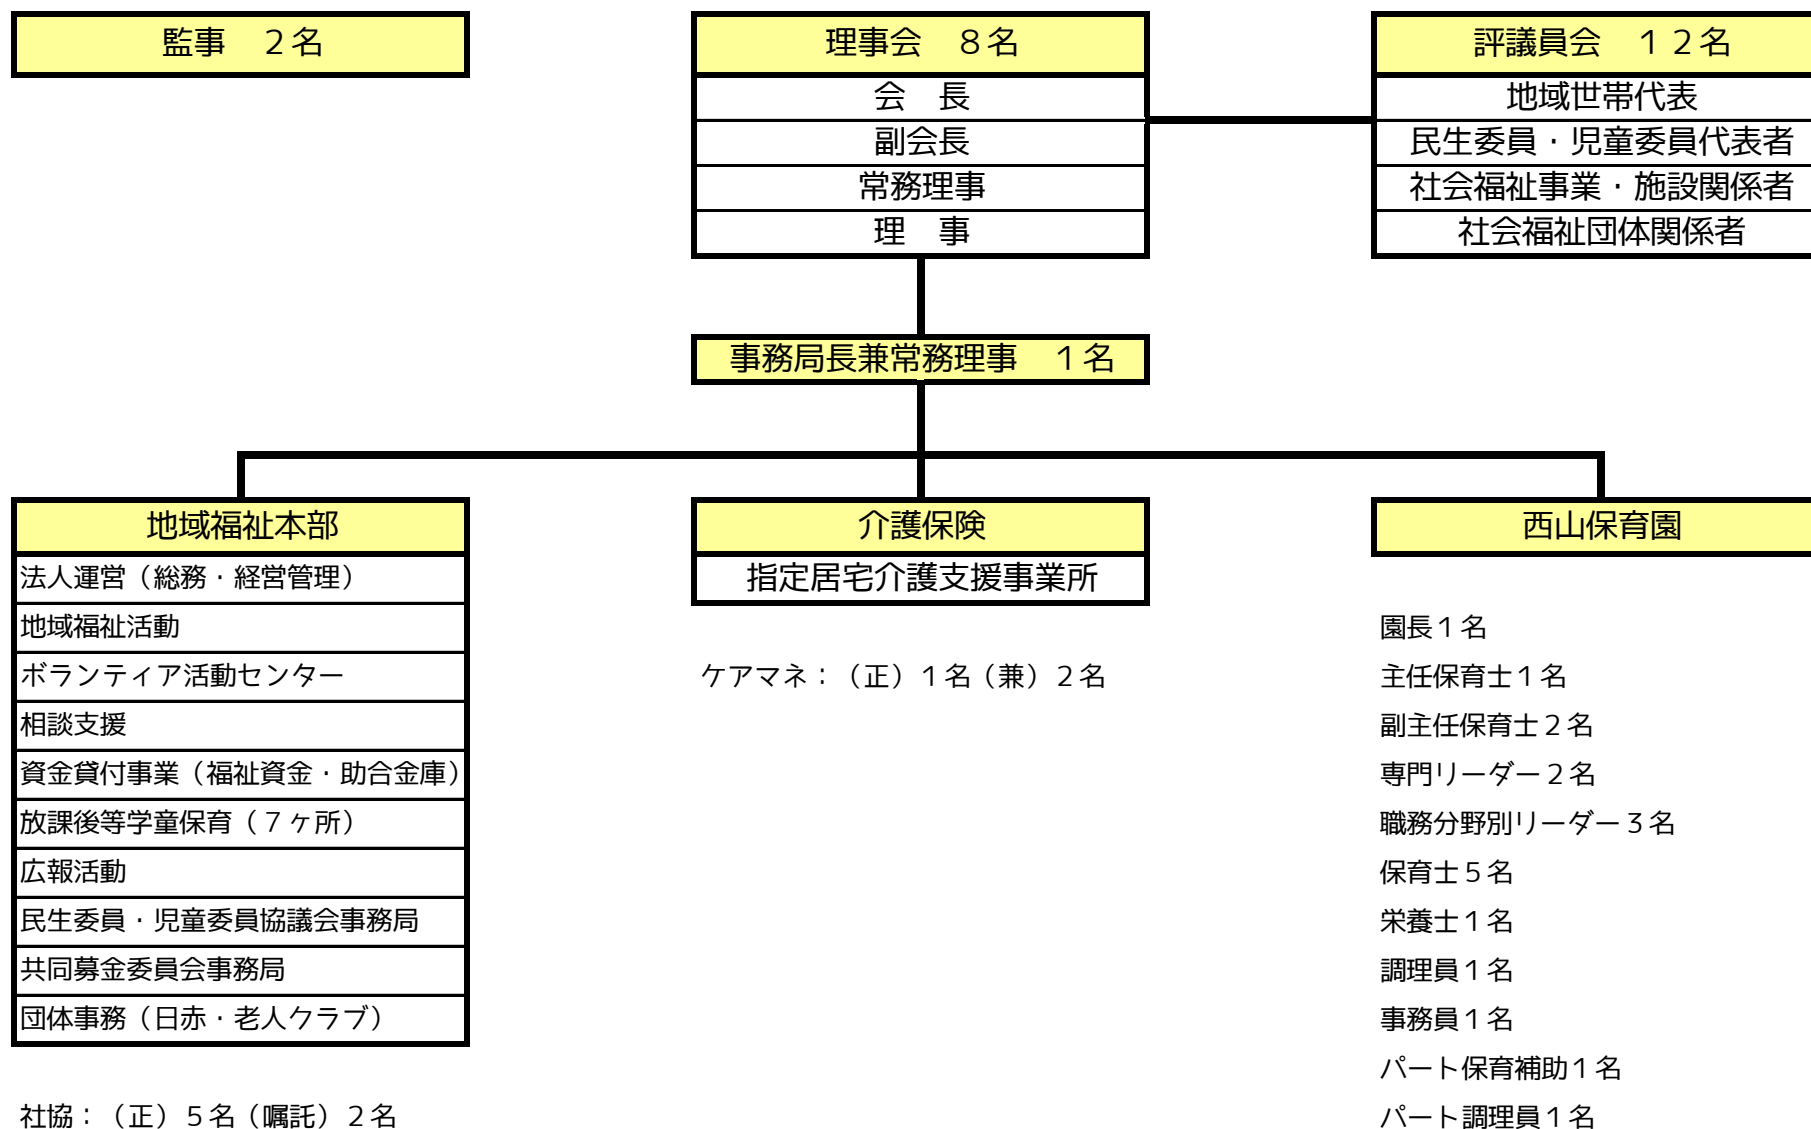 監事　２名
理事会　８名
会　長
副会長
常務理事
理　事
評議員会　１２名
地域世帯代表
民生委員・児童委員代表者
社会福祉事業・施設関係者
社会福祉団体関係者
事務局長兼常務理事　１名
地域福祉本部
法人運営（総務・経営管理）
地域福祉活動
ボランティア活動センター
相談支援
資金貸付事業（福祉資金・助合金庫）
放課後等学童保育（７ヶ所）
広報活動
民生委員・児童委員協議会事務局
共同募金委員会事務局
団体事務（日赤・老人クラブ）
社協：（正）５名（嘱託）２名
介護保険
指定居宅介護支援事業所
ケアマネ：（正）１名（兼）２名
西山保育園
園長１名
主任保育士１名
副主任保育士２名
専門リーダー２名
職務分野別リーダー３名
保育士５名
栄養士１名
調理員１名
事務員１名
パート保育補助１名
パート調理員１名